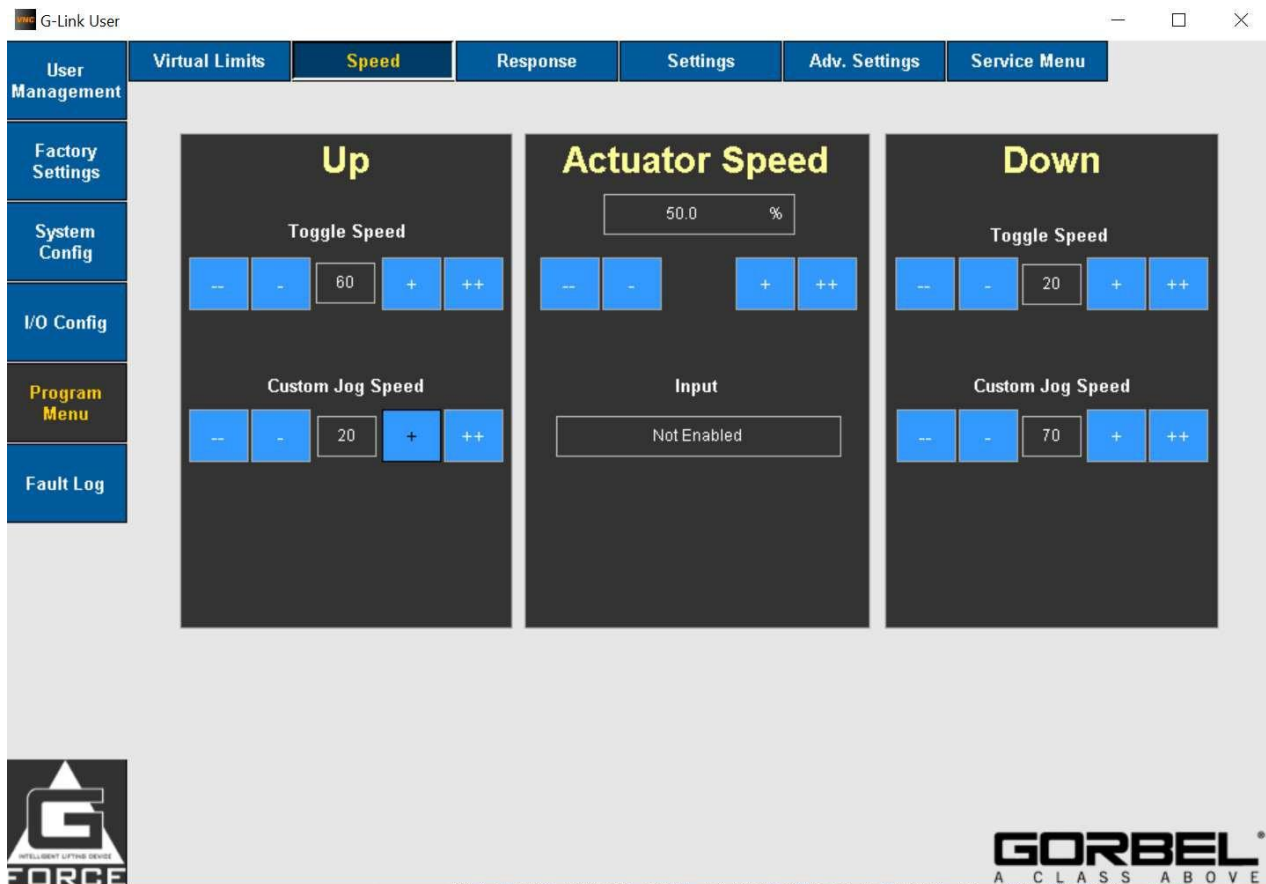 VNC G-Link User
User
Management
Virtual Limits
Speed
Response
Settings
Adv. Settings
Service Menu
Factory
Settings
System
Config
I/O Config
Program
Menu
Fault Log
Up
Toggle Speed
-- - 60 + ++
Custom Jog Speed
-- - 20 + ++
Actuator Speed
50.0 %
-- - + ++
Input
Not Enabled
Down
Toggle Speed
-- - 20 + ++
Custom Jog Speed
-- - 70 + ++
G
INTELLIGENT LIFTING DEVICE
FORCE
GORBEL®
A CLASS ABOVE